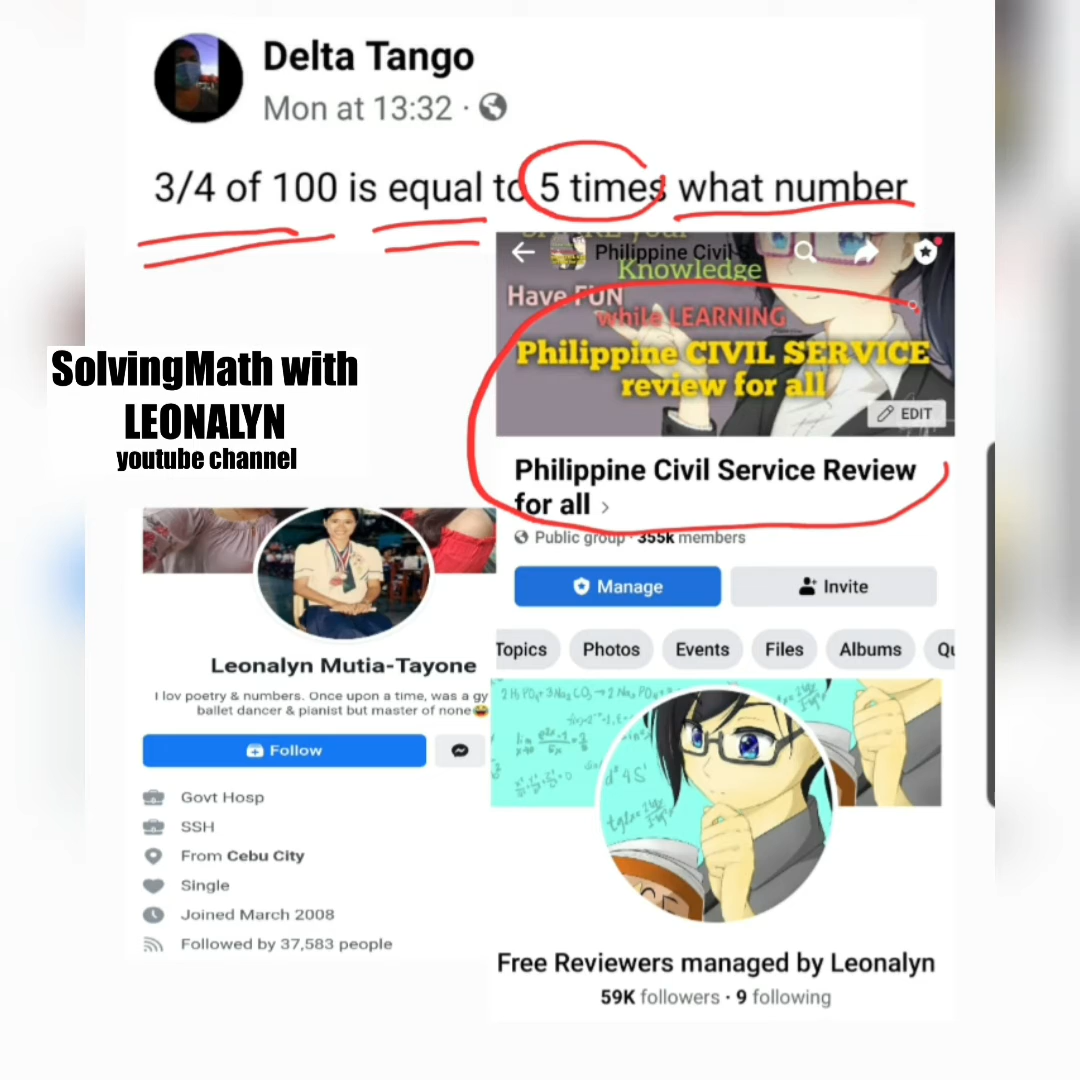 Delta Tango
Mon at 13:32 ·
3/4 of 100 is equal to 5 times what number
Philippine Civil S
Knowledge
Have FUN
while LEARNING
Philippine CIVIL SERVICE
review for all
EDIT
SolvingMath with
LEONALYN
youtube channel
Philippine Civil Service Review
for all >
Public group · 355k members
Manage
Invite
Topics
Photos
Events
Files
Albums
Qu
Leonalyn Mutia-Tayone
I lov poetry & numbers. Once upon a time, was a gy
ballet dancer & pianist but master of none😄
Follow
Govt Hosp
SSH
From Cebu City
Single
Joined March 2008
Followed by 37,583 people
Free Reviewers managed by Leonalyn
59K followers · 9 following